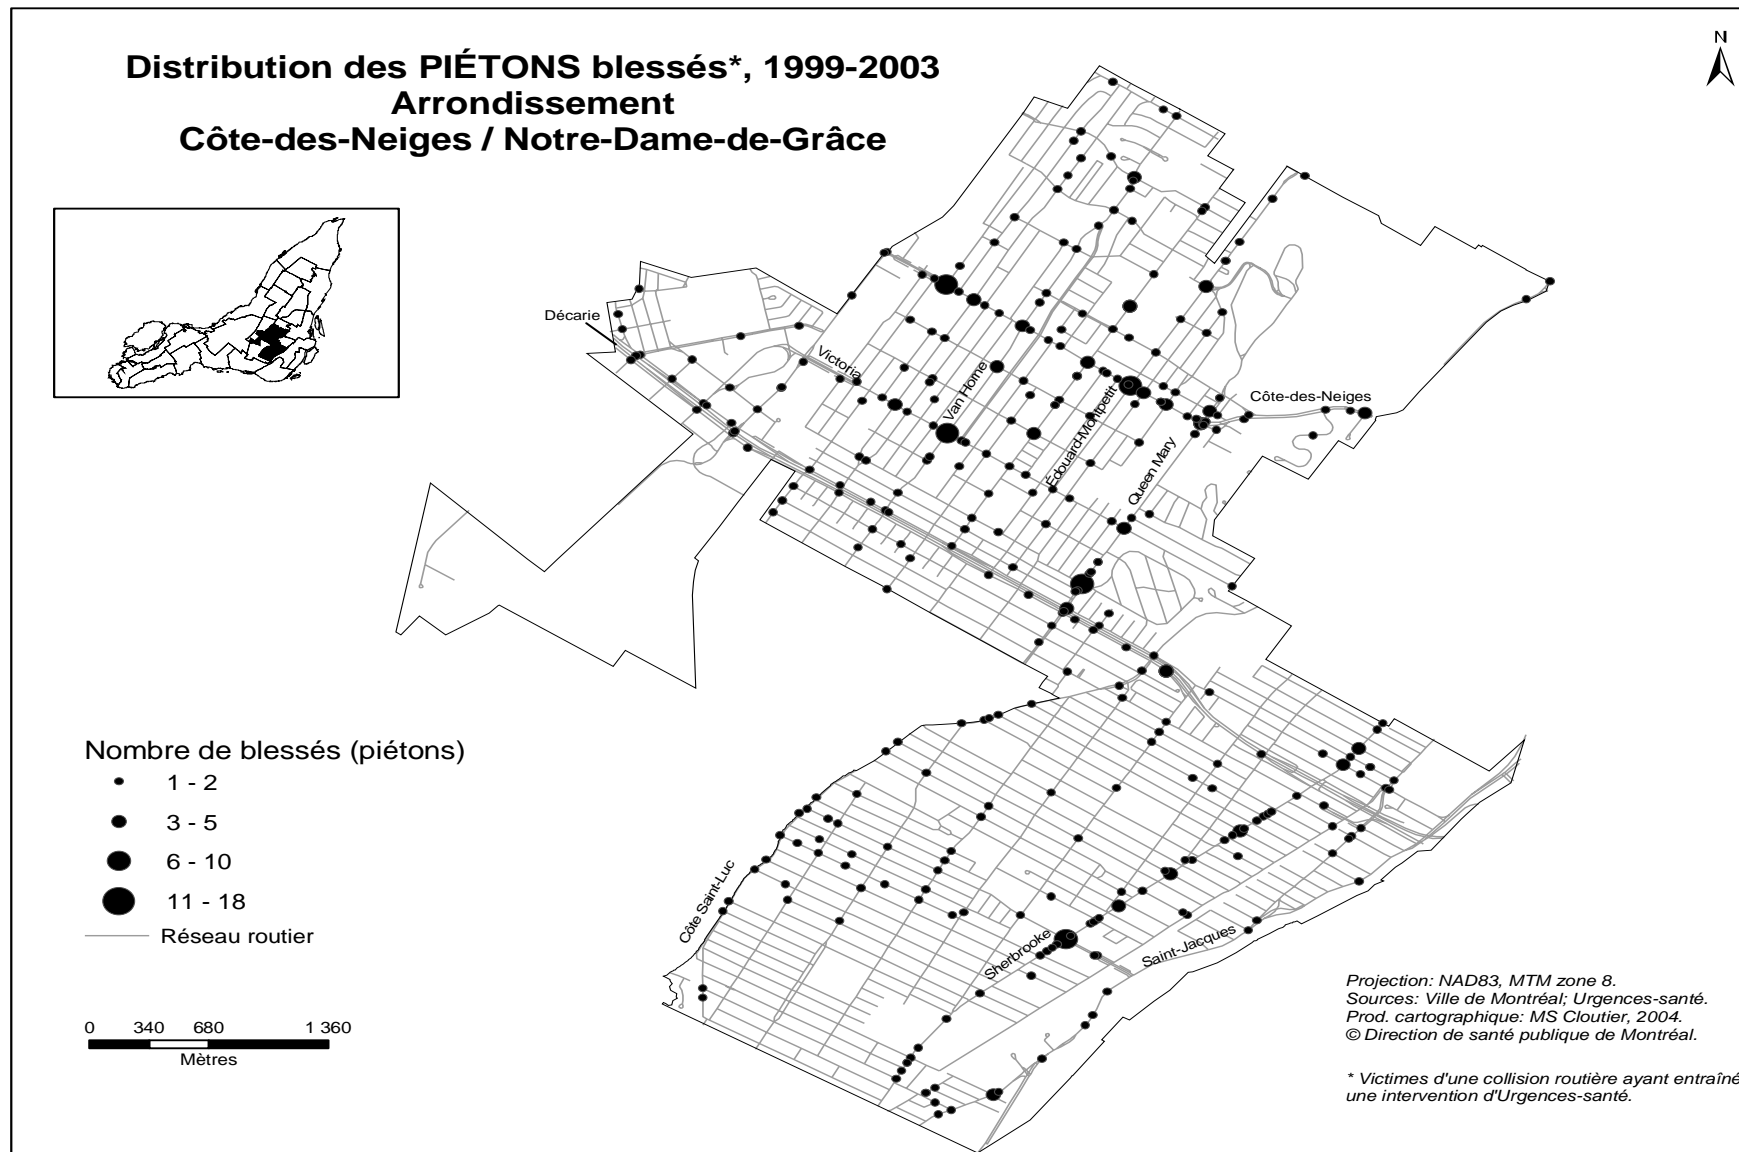 Distribution des PIÉTONS blessés*, 1999-2003
Arrondissement
Côte-des-Neiges / Notre-Dame-de-Grâce
N
Décarie
Victoria
Van Horne
Édouard-Montpetit
Queen Mary
Côte-des-Neiges
Côte Saint-Luc
Sherbrooke
Saint-Jacques
Nombre de blessés (piétons)
1 - 2
3 - 5
6 - 10
11 - 18
Réseau routier
0 340 680 1 360
Mètres
Projection: NAD83, MTM zone 8.
Sources: Ville de Montréal; Urgences-santé.
Prod. cartographique: MS Cloutier, 2004.
© Direction de santé publique de Montréal.
* Victimes d'une collision routière ayant entraîné
une intervention d'Urgences-santé.